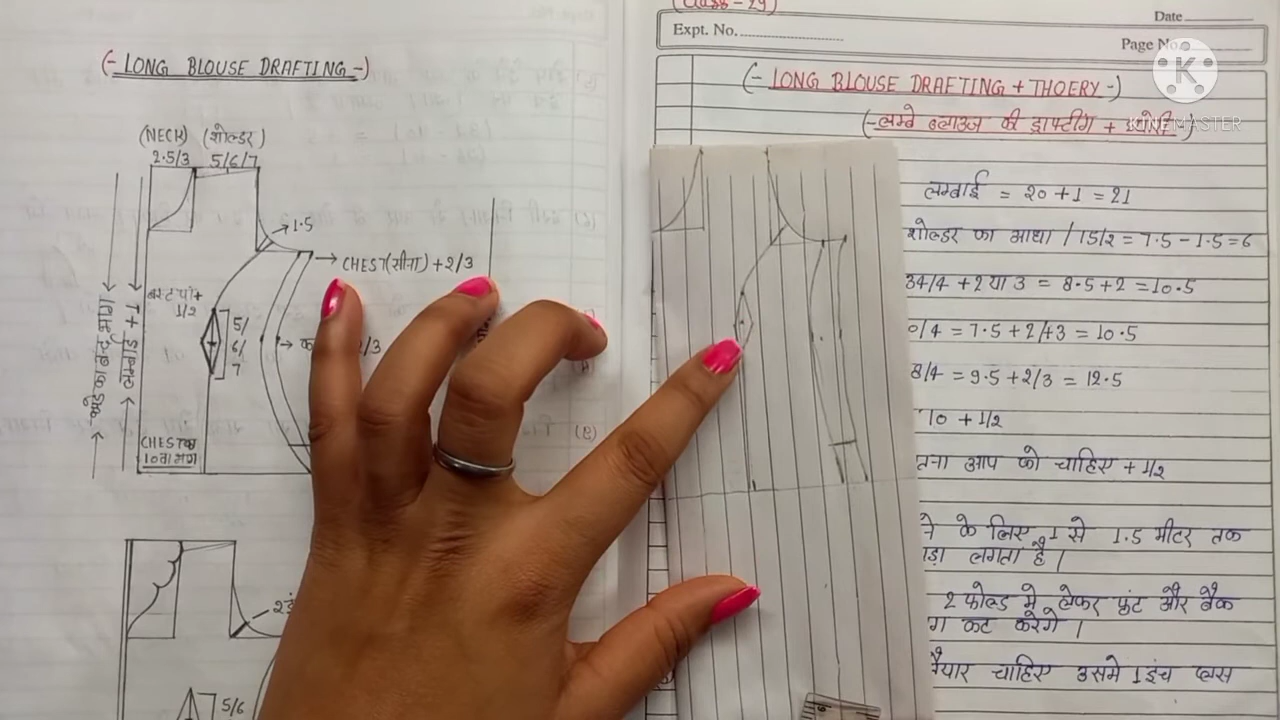 (- LONG BLOUSE DRAFTING -)
(NECK) (शोल्डर)
2.5/3 5/6/7
→1.5
→ CHEST(सीना) + 2/3
1/2
5/
6/
7
2/3
लम्बाई +1
CHEST का
10वा भाग
5/6
(CLASS - 29)
Date
Expt. No.
Page No.
K
KINEMASTER
(- LONG BLOUSE DRAFTING + THOERY -)
(- लम्बे ब्लाउज की ड्राफ्टींग + थ्योरी -)
लम्बाई = 20 + 1 = 21
शोल्डर का आधा / 15/2 = 7.5 - 1.5 = 6
34/4 + 2 या 3 = 8.5 + 2 = 10.5
0/4 = 7.5 + 2/+3 = 10.5
8/4 = 9.5 + 2/3 = 12.5
10 + 1/2
तना आप को चाहिए + 1/2
ने के लिए 1 से 1.5 मीटर तक
ड़ा लगता है।
2 फोल्ड मे लेकर फ्रंट और बैक
ग कट करेंगे।
तैयार चाहिए उसमे 1 इंच प्लस